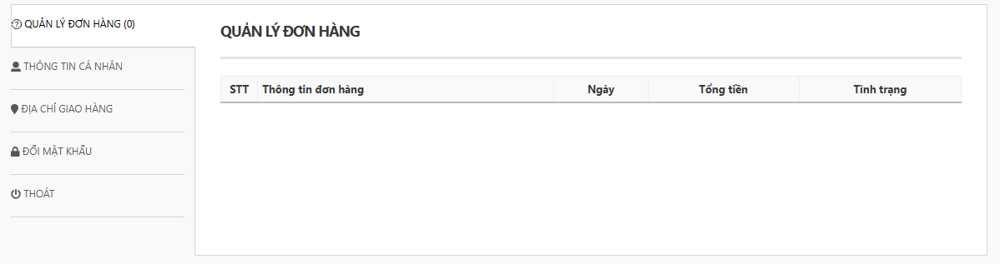 QUẢN LÝ ĐƠN HÀNG (0)
THÔNG TIN CÁ NHÂN
ĐỊA CHỈ GIAO HÀNG
ĐỔI MẬT KHẨU
THOÁT
QUẢN LÝ ĐƠN HÀNG
STT Thông tin đơn hàng Ngày Tổng tiền Tình trạng